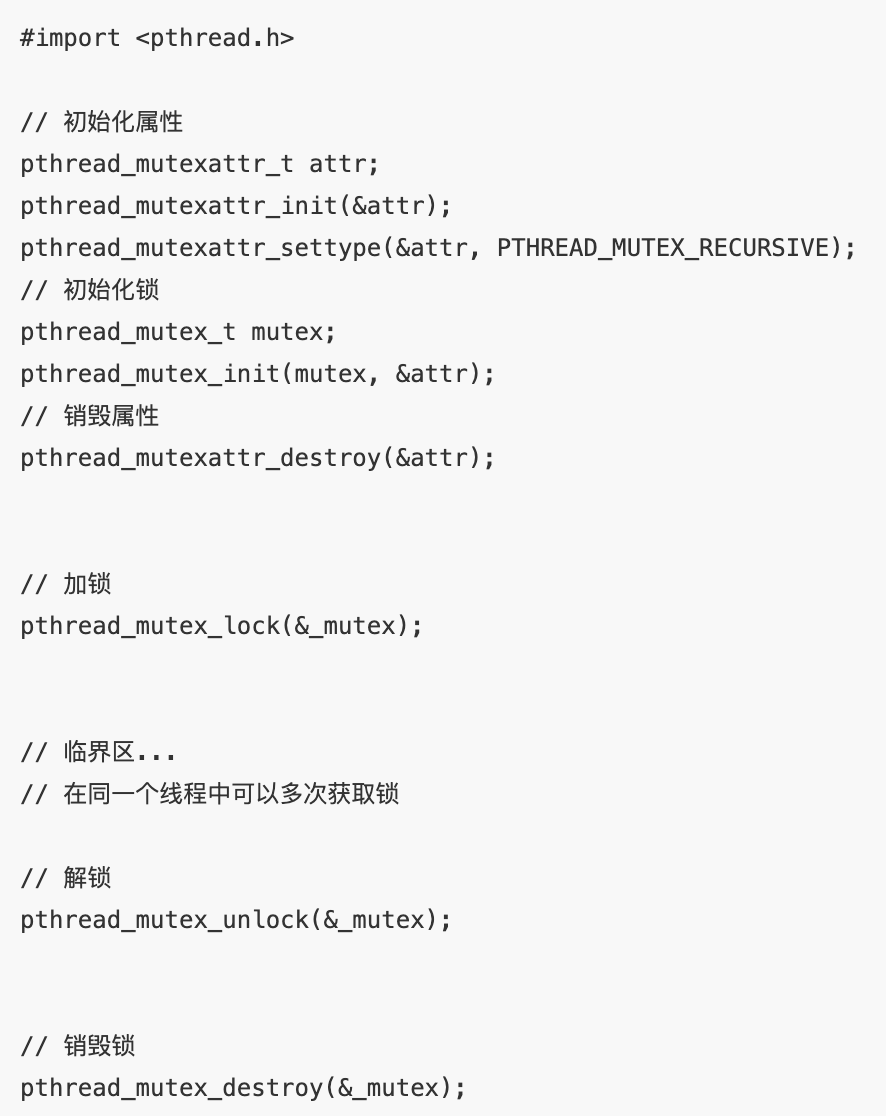 #import <pthread.h>
// 初始化属性
pthread_mutexattr_t attr;
pthread_mutexattr_init(&attr);
pthread_mutexattr_settype(&attr, PTHREAD_MUTEX_RECURSIVE);
// 初始化锁
pthread_mutex_t mutex;
pthread_mutex_init(mutex, &attr);
// 销毁属性
pthread_mutexattr_destroy(&attr);
// 加锁
pthread_mutex_lock(&_mutex);
// 临界区...
// 在同一个线程中可以多次获取锁
// 解锁
pthread_mutex_unlock(&_mutex);
// 销毁锁
pthread_mutex_destroy(&_mutex);